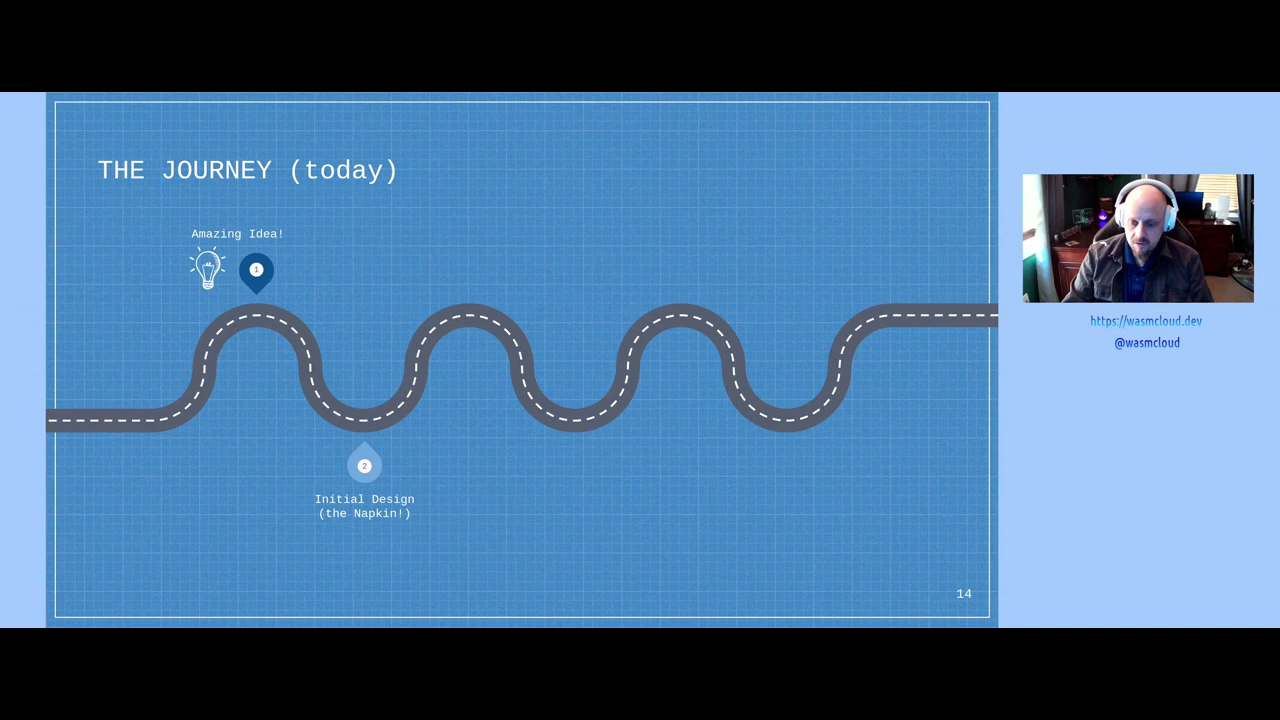 THE JOURNEY (today)
Amazing Idea!
1
2
Initial Design
(the Napkin!)
14
https://wasmcloud.dev
@wasmcloud